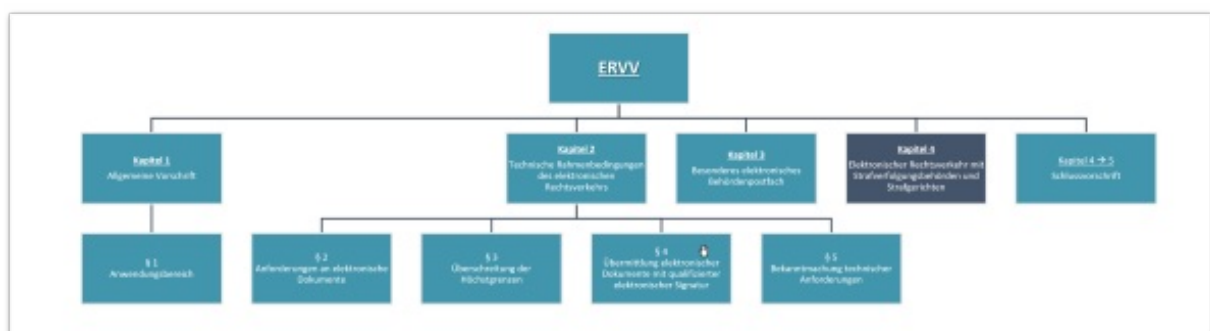 ERVV
Kapitel 1
Allgemeine Vorschrift
Kapitel 2
Technische Rahmenbedingungen
des elektronischen
Rechtsverkehrs
Kapitel 3
Besonderes elektronisches
Behördenpostfach
Kapitel 4
Elektronischer Rechtsverkehr mit
Strafverfolgungsbehörden und
Strafgerichten
Kapitel 4 → 5
Schlussvorschrift
§ 1
Anwendungsbereich
§ 2
Anforderungen an elektronische
Dokumente
§ 3
Überschreitung der
Höchstgrenzen
§ 4
Übermittlung elektronischer
Dokumente mit qualifizierter
elektronischer Signatur
§ 5
Bekanntmachung technischer
Anforderungen